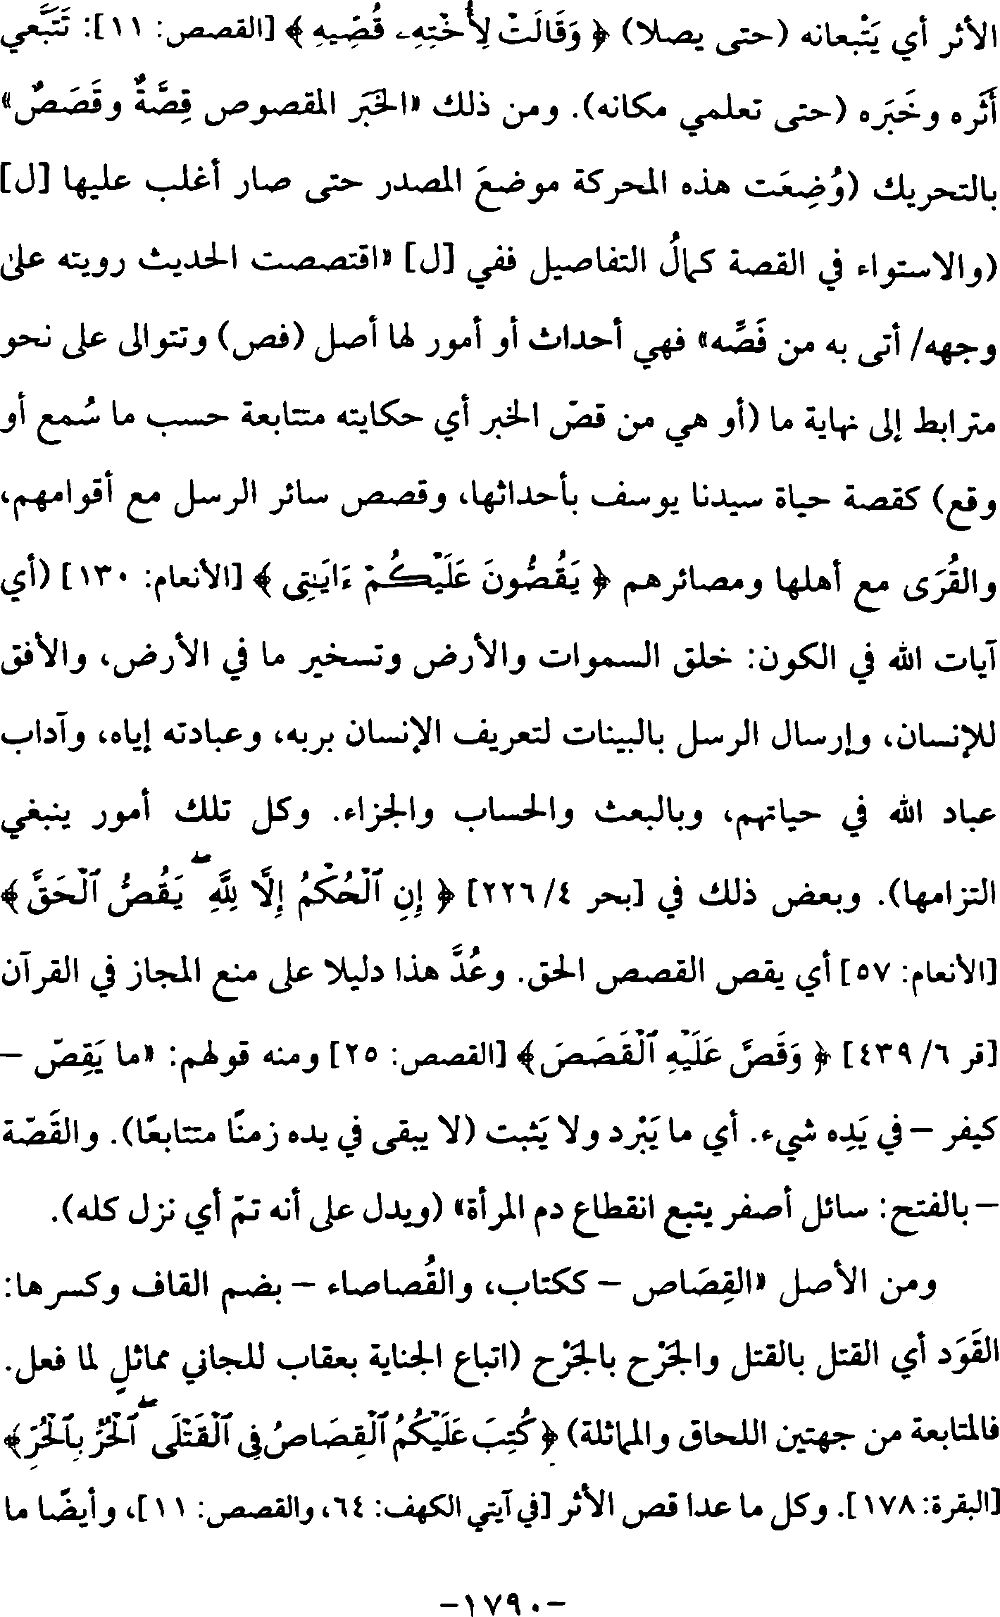 الأثر أي يَتْبعانه (حتى يصلا) ﴿ وَقَالَتْ لِأُخْتِهِۦ قُصِّيهِ ﴾ [القصص: ١١]: تَتَبَّعي
أَثَره وخَبَره (حتى تعلمي مكانه). ومن ذلك «الخَبَر المقصوص قِصَّةٌ وقَصَصٌ»
بالتحريك (وُضِعَت هذه المحركة موضعَ المصدر حتى صار أغلب عليها [ل]
(والاستواء في القصة كمالُ التفاصيل ففي [ل] «اقتصصت الحديث رويته علىٰ
وجهه/ أتى به من قَصِّه» فهي أحداث أو أمور لها أصل (فص) وتتوالى على نحو
مترابط إلى نهاية ما (أو هي من قصّ الخبر أي حكايته متتابعة حسب ما سُمع أو
وقع) كقصة حياة سيدنا يوسف بأحداثها، وقصص سائر الرسل مع أقوامهم،
والقُرَى مع أهلها ومصائرهم ﴿ يَقُصُّونَ عَلَيْكُمْ ءَايَـٰتِى ﴾ [الأنعام: ١٣٠] (أي
آيات الله في الكون: خلق السموات والأرض وتسخير ما في الأرض، والأفق
للإنسان، وإرسال الرسل بالبينات لتعريف الإنسان بربه، وعبادته إياه، وآداب
عباد الله في حياتهم، وبالبعث والحساب والجزاء. وكل تلك أمور ينبغي
التزامها). وبعض ذلك في [بحر ٤/ ٢٢٦] ﴿ إِنِ ٱلْحُكْمُ إِلَّا لِلَّهِ ۖ يَقُصُّ ٱلْحَقَّ ﴾
[الأنعام: ٥٧] أي يقص القصص الحق. وعُدَّ هذا دليلا على منع المجاز في القرآن
[قر ٦/ ٤٣٩] ﴿ وَقَصَّ عَلَيْهِ ٱلْقَصَصَ ﴾ [القصص: ٢٥] ومنه قولهم: «ما يَقِصّ –
كيفر – في يَدِه شيء. أي ما يَبْرد ولا يَثبت (لا يبقى في يده زمنًا متتابعًا). والقَصّة
– بالفتح: سائل أصفر يتبع انقطاع دم المرأة» (ويدل على أنه تمّ أي نزل كله).
ومن الأصل «القِصَاص – ككتاب، والقُصاصاء – بضم القاف وكسرها:
القَوَد أي القتل بالقتل والجَرْح بالجَرْح (اتباع الجناية بعقاب للجاني مماثلٍ لما فعل.
فالمتابعة من جهتين اللحاق والمماثلة) ﴿ كُتِبَ عَلَيْكُمُ ٱلْقِصَاصُ فِى ٱلْقَتْلَى ۖ ٱلْحُرُّ بِٱلْحُرِّ ﴾
[البقرة: ١٧٨]. وكل ما عدا قص الأثر [في آيتي الكهف: ٦٤، والقصص: ١١]، وأيضًا ما
-١٧٩٠-